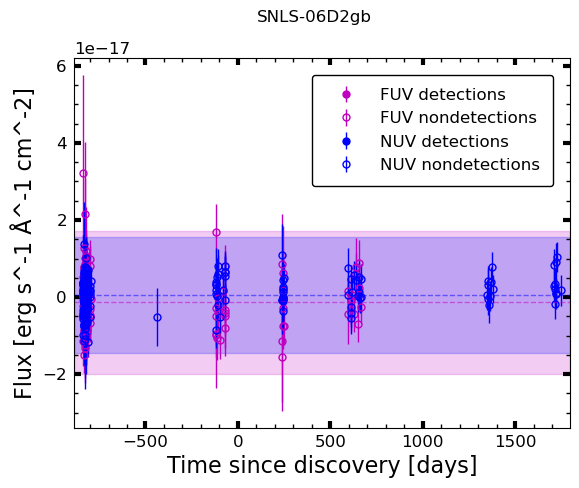 SNLS-06D2gb
1e−17
6
4
2
0
−2
Flux [erg s^-1 Å^-1 cm^-2]
FUV detections
FUV nondetections
NUV detections
NUV nondetections
−500 0 500 1000 1500
Time since discovery [days]